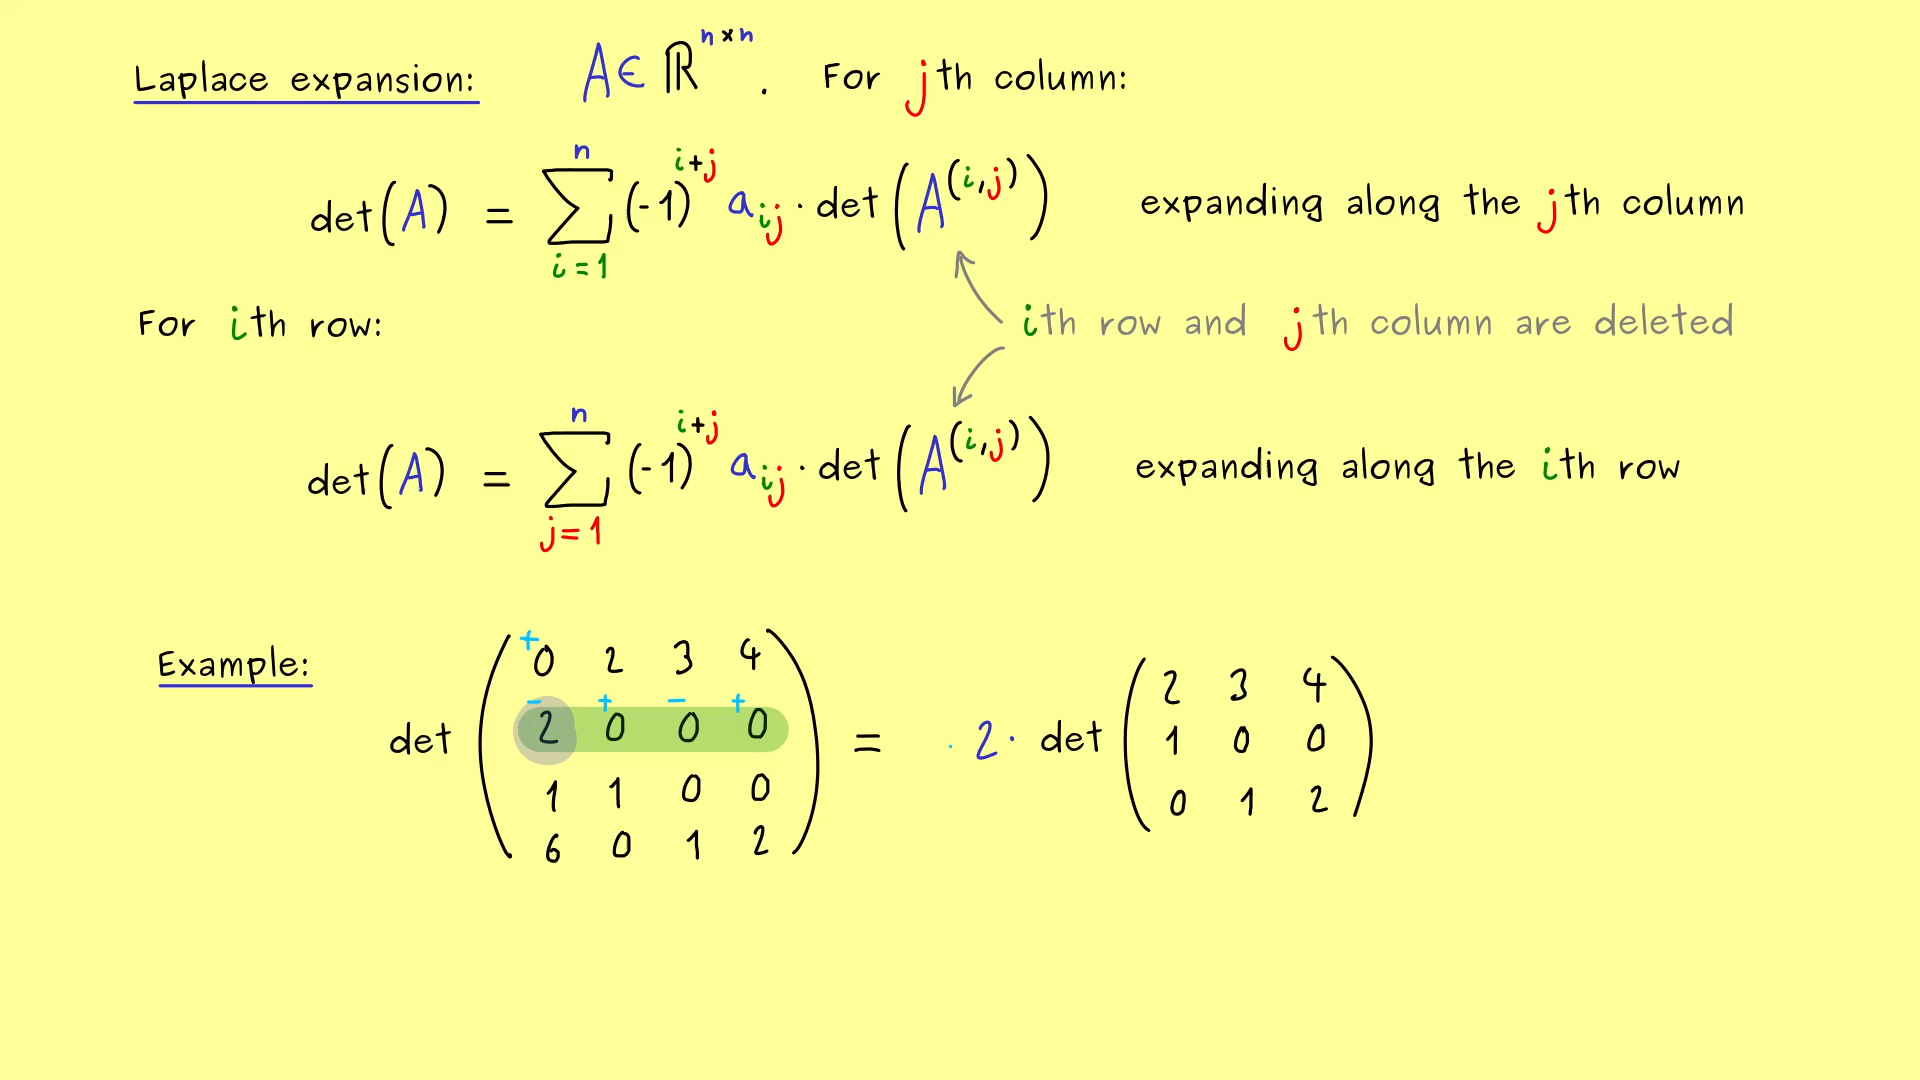 Laplace expansion: A ∈ ℝ^{n×n}. For jth column:
det(A) = ∑_{i=1}^{n} (-1)^{i+j} a_{ij} · det(A^{(i,j)}) expanding along the jth column
For ith row: ith row and jth column are deleted
det(A) = ∑_{j=1}^{n} (-1)^{i+j} a_{ij} · det(A^{(i,j)}) expanding along the ith row
Example:
+
0 2 3 4
- + - +
det ( 2 0 0 0 ) = 2 · det
1 1 0 0
6 0 1 2
2 3 4
1 0 0
0 1 2